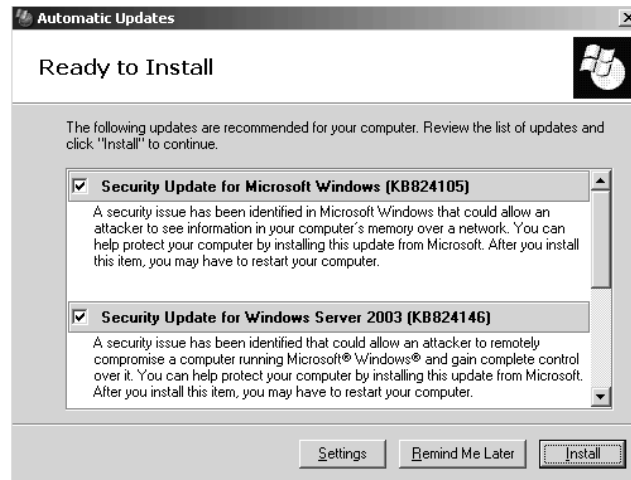 Automatic Updates
Ready to Install
The following updates are recommended for your computer. Review the list of updates and
click "Install" to continue.
Security Update for Microsoft Windows (KB824105)
A security issue has been identified in Microsoft Windows that could allow an
attacker to see information in your computer´s memory over a network. You can
help protect your computer by installing this update from Microsoft. After you install
this item, you may have to restart your computer.
Security Update for Windows Server 2003 (KB824146)
A security issue has been identified that could allow an attacker to remotely
compromise a computer running Microsoft® Windows® and gain complete control
over it. You can help protect your computer by installing this update from Microsoft.
After you install this item, you may have to restart your computer.
Settings Remind Me Later Install